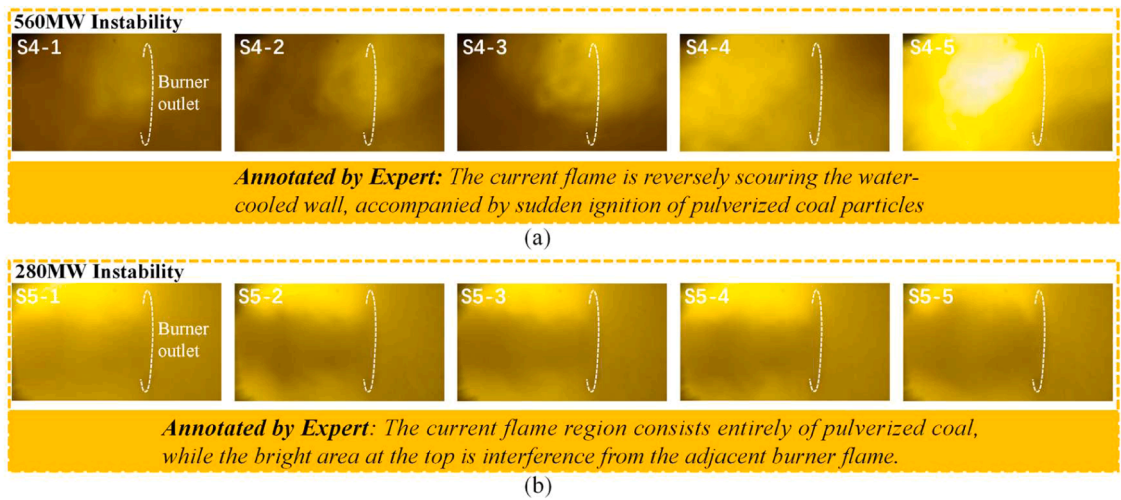 560MW Instability
S4-1 S4-2 S4-3 S4-4 S4-5
Burner
outlet
Annotated by Expert: The current flame is reversely scouring the water-
cooled wall, accompanied by sudden ignition of pulverized coal particles
(a)
280MW Instability
S5-1 S5-2 S5-3 S5-4 S5-5
Burner
outlet
Annotated by Expert: The current flame region consists entirely of pulverized coal,
while the bright area at the top is interference from the adjacent burner flame.
(b)